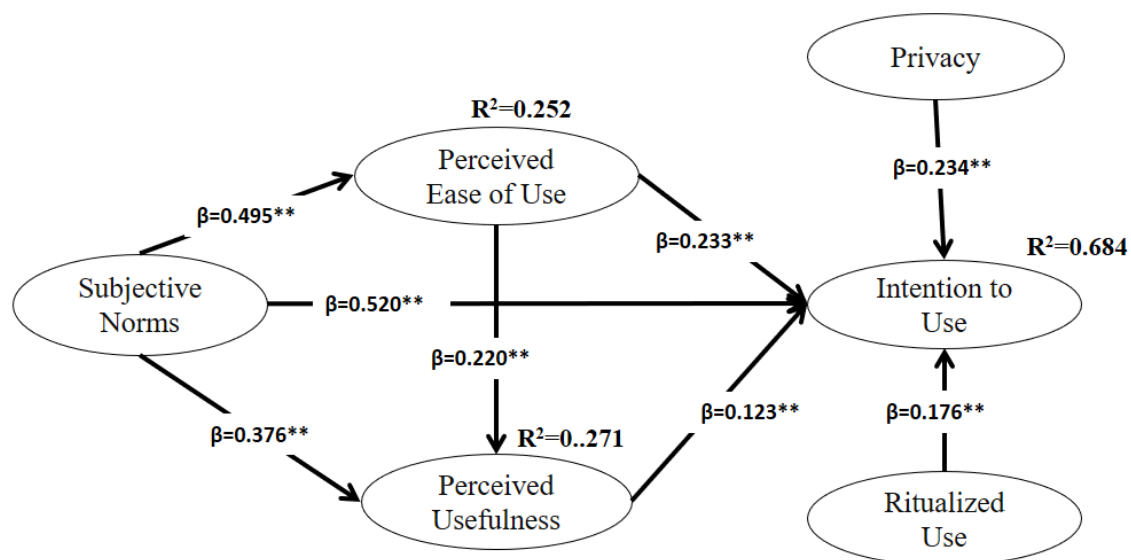 Privacy
R²=0.252
Perceived
Ease of Use
β=0.234**
β=0.495**
β=0.233**
R²=0.684
Subjective
Norms
β=0.520**
Intention to
Use
β=0.220**
β=0.376**
R²=0..271
β=0.123**
β=0.176**
Perceived
Usefulness
Ritualized
Use